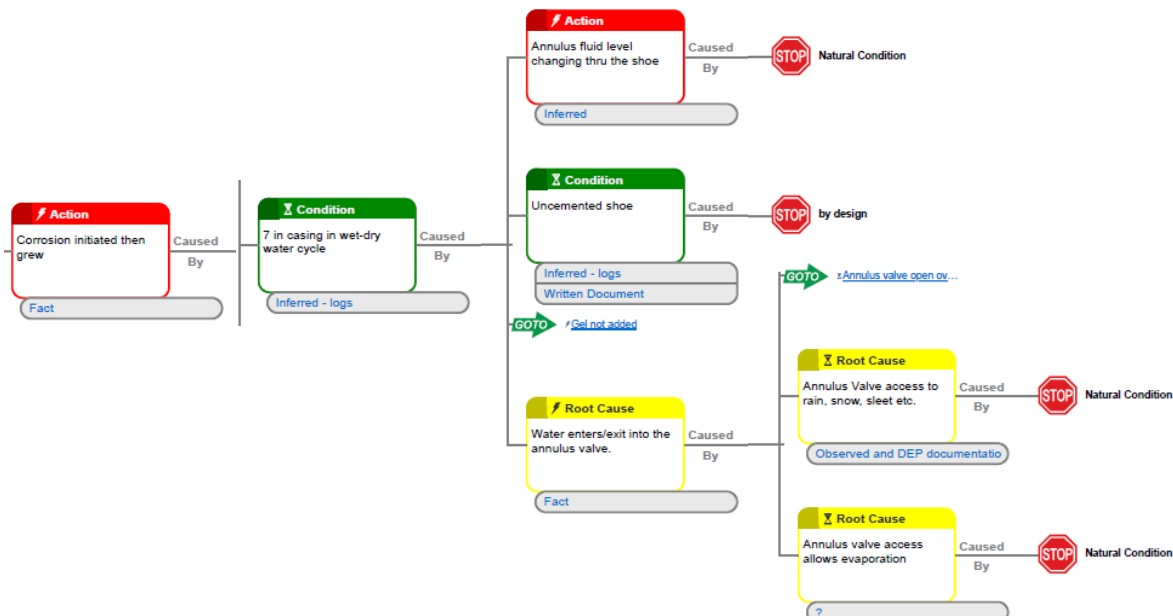 Action
Annulus fluid level
changing thru the shoe
Inferred
Caused
By
STOP
Natural Condition
Action
Corrosion initiated then
grew
Fact
Caused
By
Condition
7 in casing in wet-dry
water cycle
Inferred - logs
Caused
By
Condition
Uncemented shoe
Inferred - logs
Written Document
Caused
By
STOP
by design
GOTO
Gel not added
Root Cause
Water enters/exit into the
annulus valve.
Fact
Caused
By
GOTO
Annulus valve open ov...
Root Cause
Annulus Valve access to
rain, snow, sleet etc.
Observed and DEP documentatio
Caused
By
STOP
Natural Condition
Root Cause
Annulus valve access
allows evaporation
?
Caused
By
STOP
Natural Condition